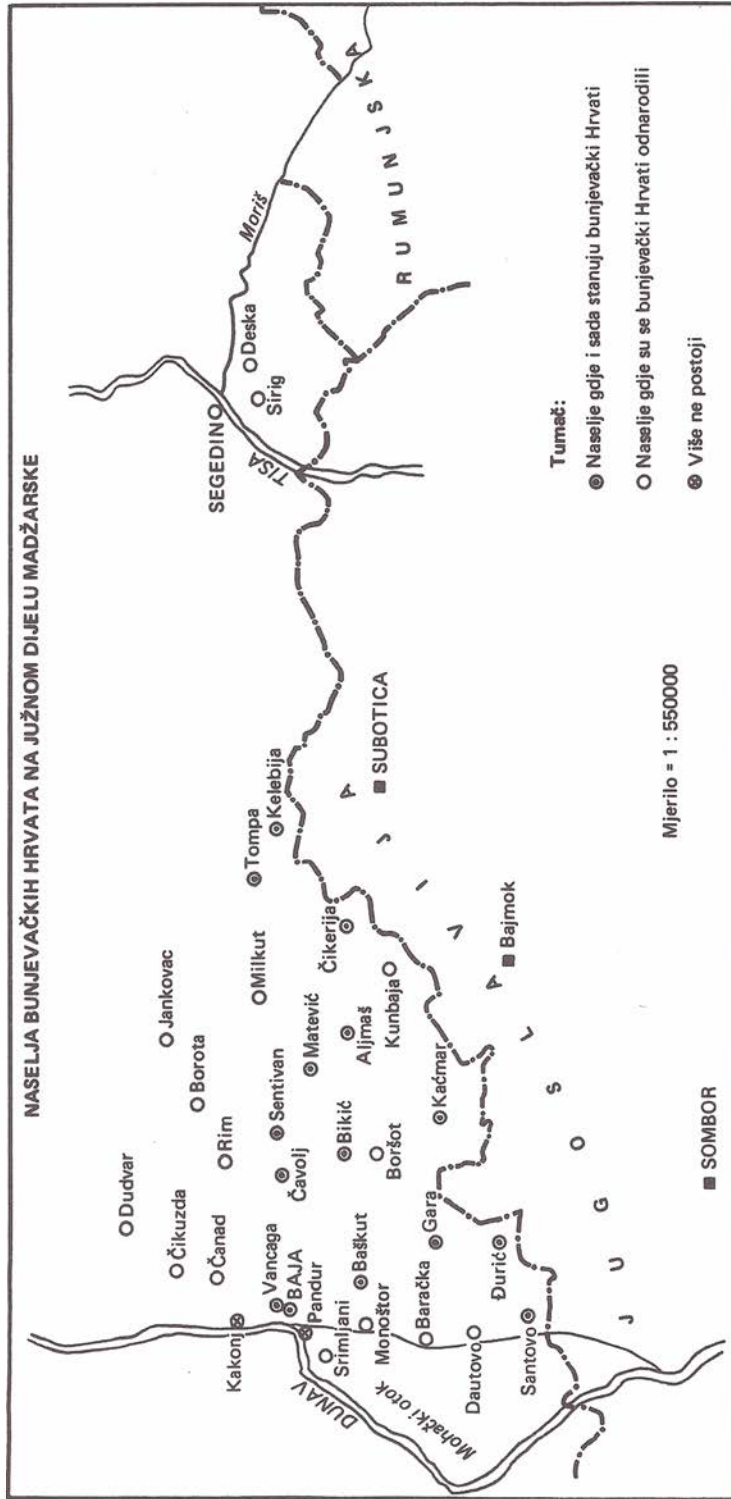 NASELJA BUNJEVAČKIH HRVATA NA JUŽNOM DIJELU MADŽARSKE
Dudvar
Jankovac
Čikuzda
Borota
Čanad
Rim
Kakonj
Milkut
Tompa
Vancaga
Sentivan
Kelebija
BAJA
Čavolj
Pandur
Matević
Srimljani
Bikić
Aljmaš
Čikerija
Baškut
Monoštor
Boršot
Kunbaja
SUBOTICA
Baračka
Gara
Kaćmar
Dautovo
Đurić
Bajmok
Santovo
SOMBOR
DUNAV
Mohački otok
SEGEDIN
TISA
Moriš
Deska
Sirig
RUMUNJSKA
JUGOSLAVIJA
Tumač:
Naselje gdje i sada stanuju bunjevački Hrvati
Naselje gdje su se bunjevački Hrvati odnarodili
Više ne postoji
Mjerilo = 1 : 550000